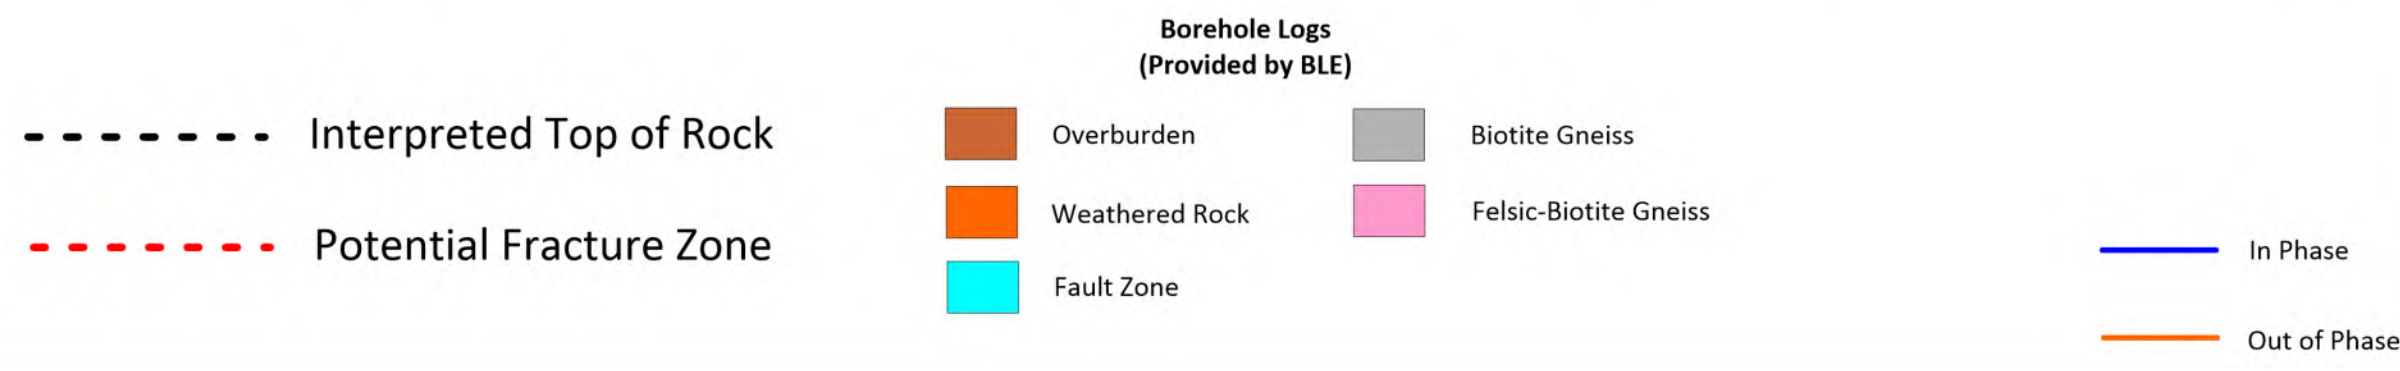 Borehole Logs
(Provided by BLE)
Interpreted Top of Rock
Potential Fracture Zone
Overburden
Weathered Rock
Fault Zone
Biotite Gneiss
Felsic-Biotite Gneiss
In Phase
Out of Phase